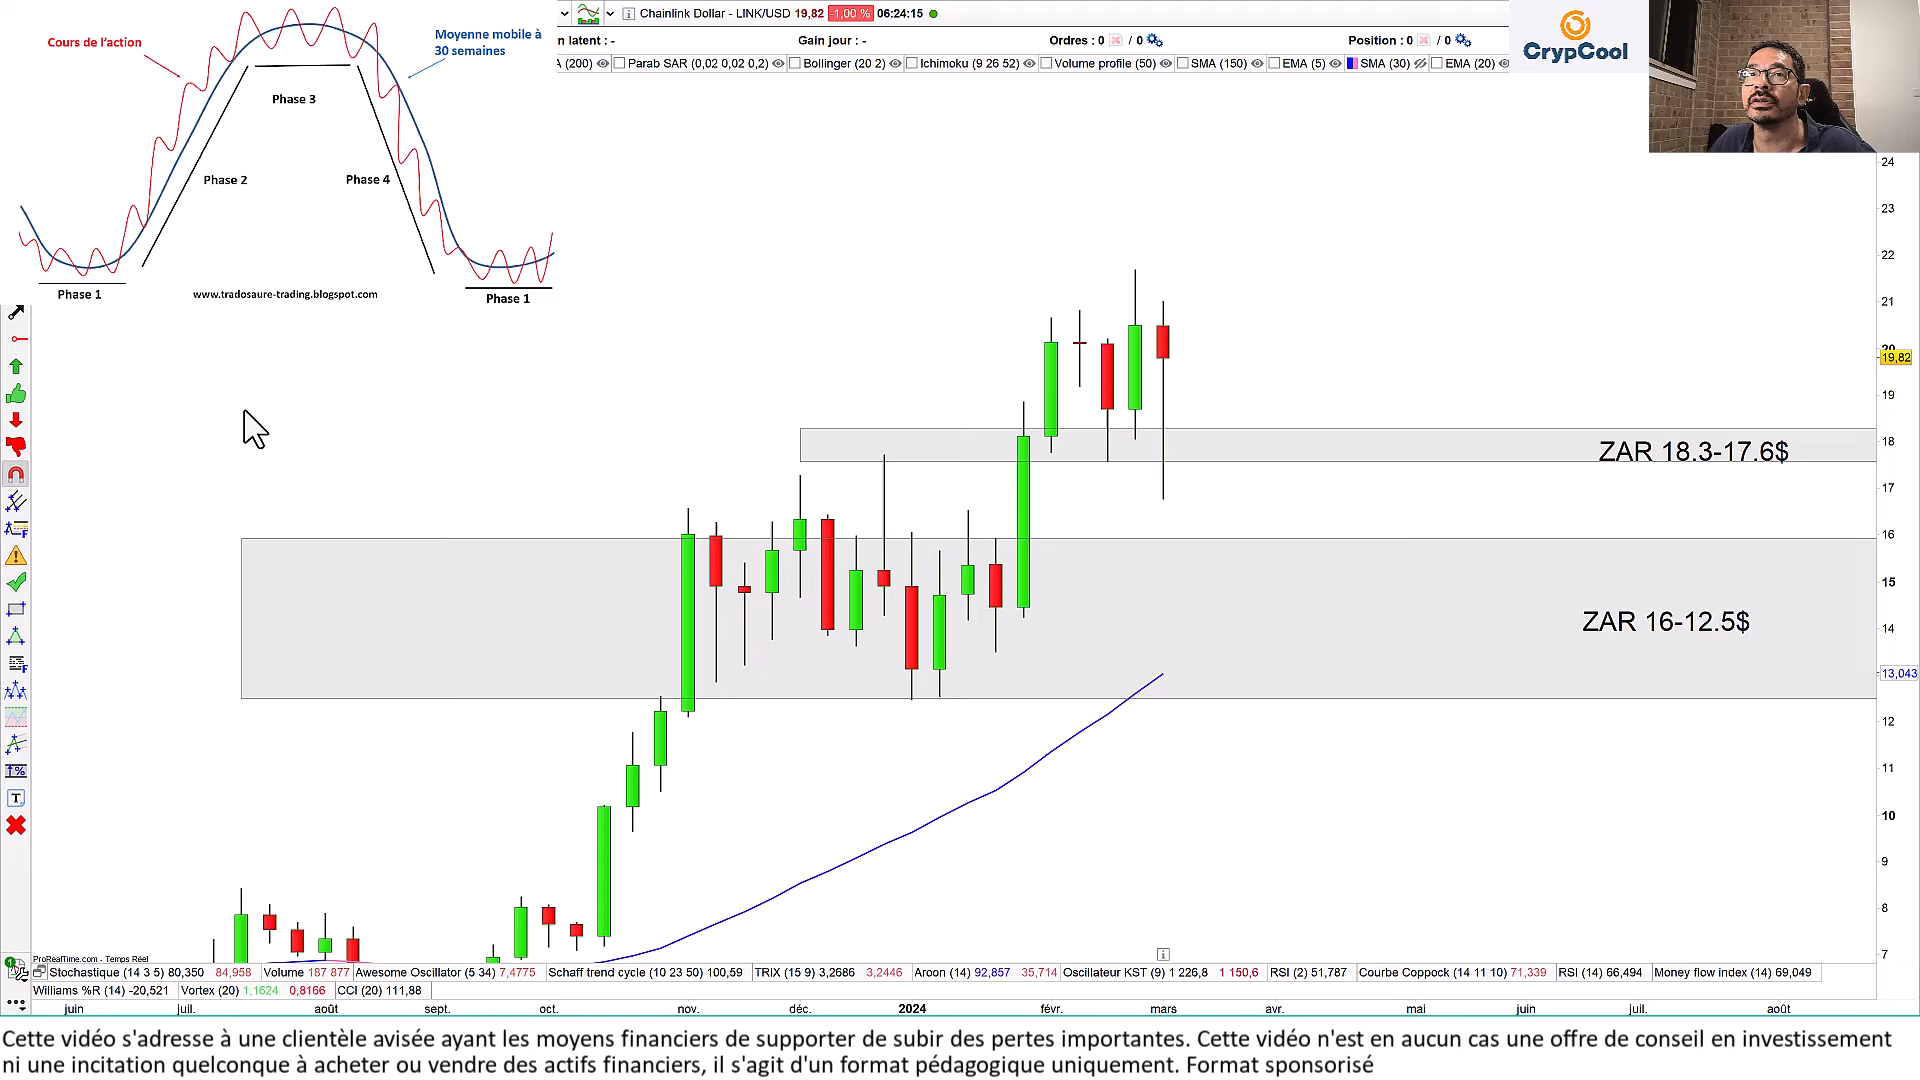 Chainlink Dollar - LINK/USD 19,82 -1,00 % 06:24:15
n latent : - Gain jour : - Ordres : 0 / 0 Position : 0 / 0
(200) Parab SAR (0,02 0,02 0,2) Bollinger (20 2) Ichimoku (9 26 52) Volume profile (50) SMA (150) EMA (5) SMA (30) EMA (20)
CrypCool
Cours de l'action
Moyenne mobile à
30 semaines
Phase 3
Phase 2
Phase 4
Phase 1
www.tradosaure-trading.blogspot.com
Phase 1
24
23
22
21
20
19,82
19
18
ZAR 18.3-17.6$
17
16
15
ZAR 16-12.5$
14
13,043
12
11
10
9
8
7
ProRealTime.com - Temps Réel
Stochastique (14 3 5) 80,350 84,958 Volume 187 877 Awesome Oscillator (5 34) 7,4775 Schaff trend cycle (10 23 50) 100,59 TRIX (15 9) 3,2686 3,2446 Aroon (14) 92,857 35,714 Oscillateur KST (9) 1 226,8 1 150,6 RSI (2) 51,787 Courbe Coppock (14 11 10) 71,339 RSI (14) 66,494 Money flow index (14) 69,049
Williams %R (14) -20,521 Vortex (20) 1,1624 0,8166 CCI (20) 111,88
juin juil. août sept. oct. nov. déc. 2024 févr. mars avr. mai juin juil. août
Cette vidéo s'adresse à une clientèle avisée ayant les moyens financiers de supporter de subir des pertes importantes. Cette vidéo n'est en aucun cas une offre de conseil en investissement
ni une incitation quelconque à acheter ou vendre des actifs financiers, il s'agit d'un format pédagogique uniquement. Format sponsorisé